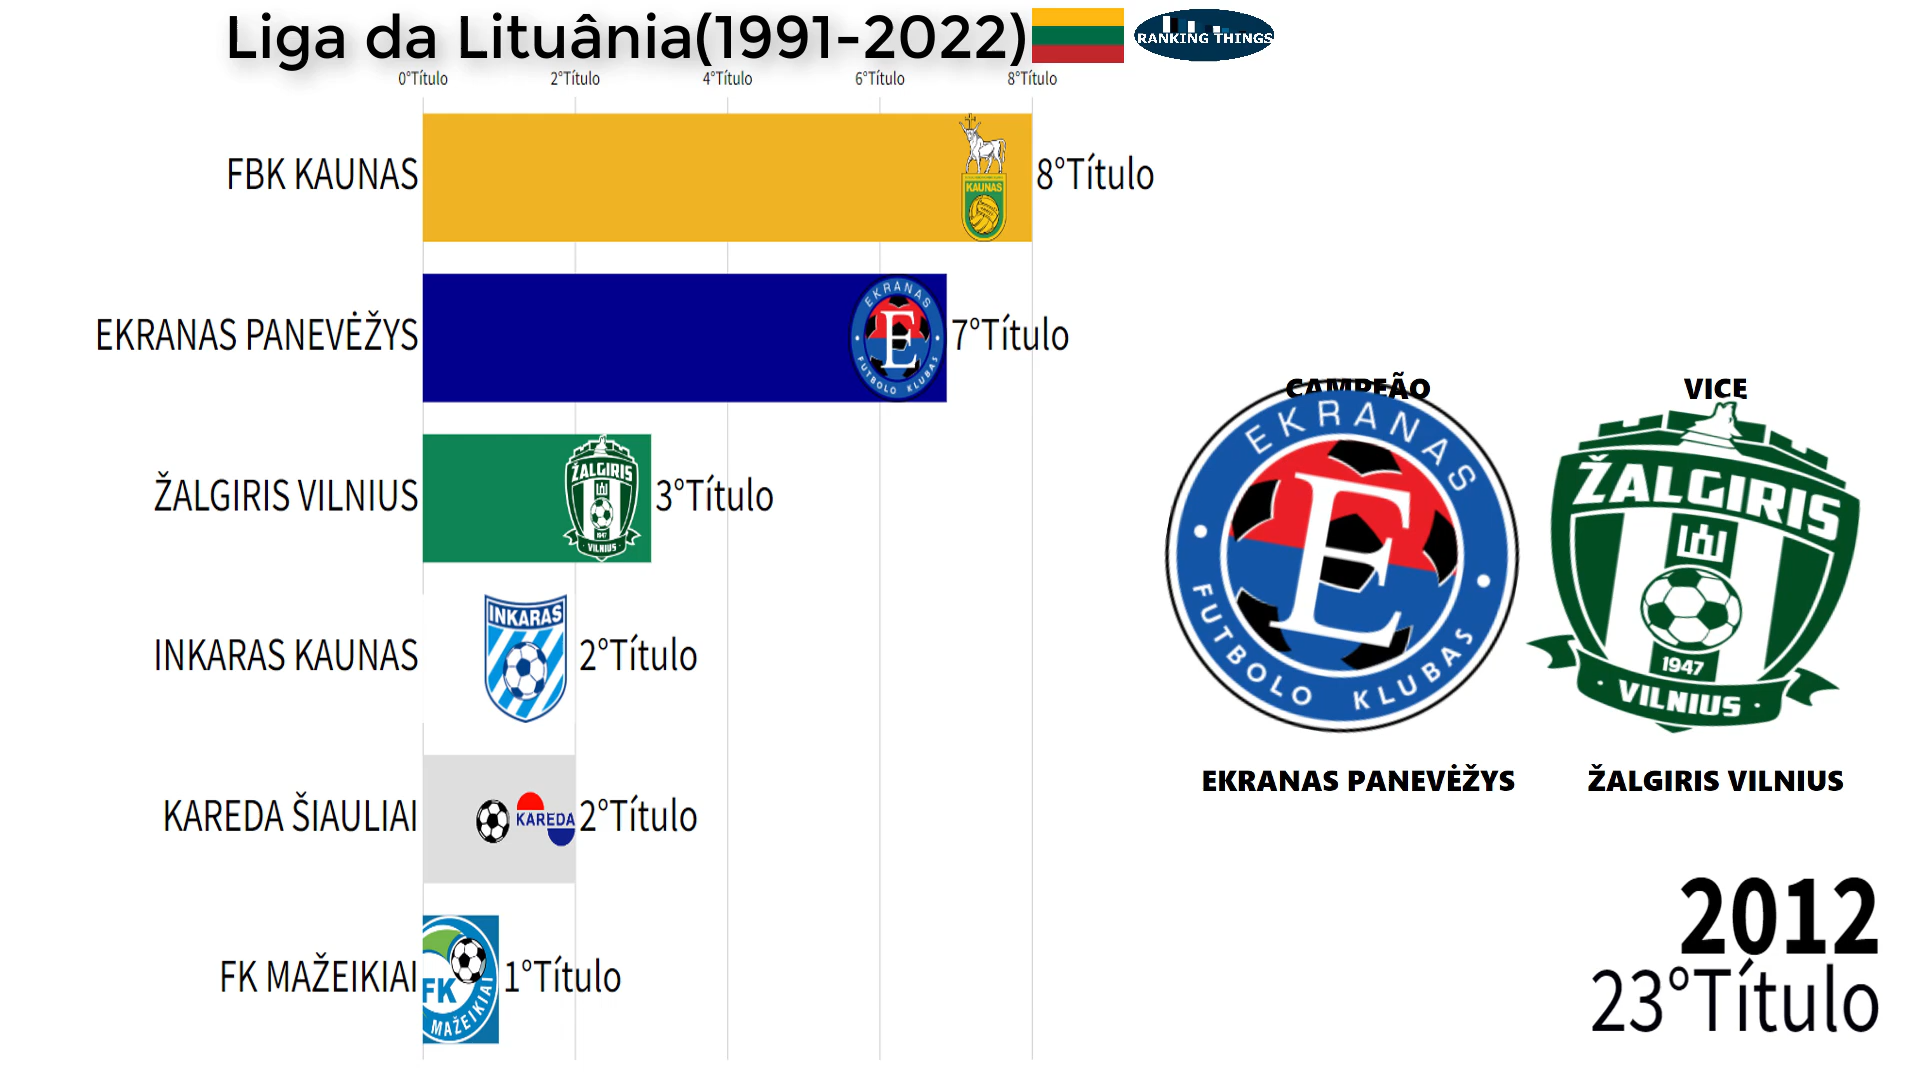 Liga da Lituânia(1991-2022)
RANKING THINGS
0°Título 2°Título 4°Título 6°Título 8°Título
FBK KAUNAS
KAUNAS
8°Título
EKRANAS PANEVĖŽYS
EKRANAS
E
FUTBOLO KLUBAS
7°Título
ŽALGIRIS VILNIUS
ŽALGIRIS
1947
VILNIUS
3°Título
INKARAS KAUNAS
INKARAS
2°Título
KAREDA ŠIAULIAI
KAREDA
2°Título
FK MAŽEIKIAI
FK
MAŽEIKIAI
1°Título
CAMPEÃO
EKRANAS
E
FUTBOLO KLUBAS
EKRANAS PANEVĖŽYS
VICE
ŽALGIRIS
1947
VILNIUS
ŽALGIRIS VILNIUS
2012
23°Título